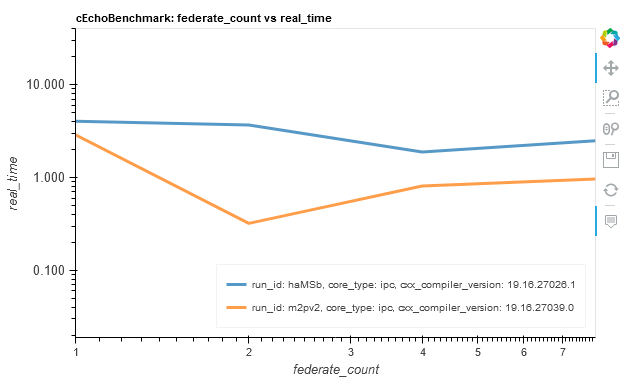 cEchoBenchmark: federate_count vs real_time
10.000
1.000
0.100
real_time
run_id: haMSb, core_type: ipc, cxx_compiler_version: 19.16.27026.1
run_id: m2pv2, core_type: ipc, cxx_compiler_version: 19.16.27039.0
1 2 3 4 5 6 7
federate_count